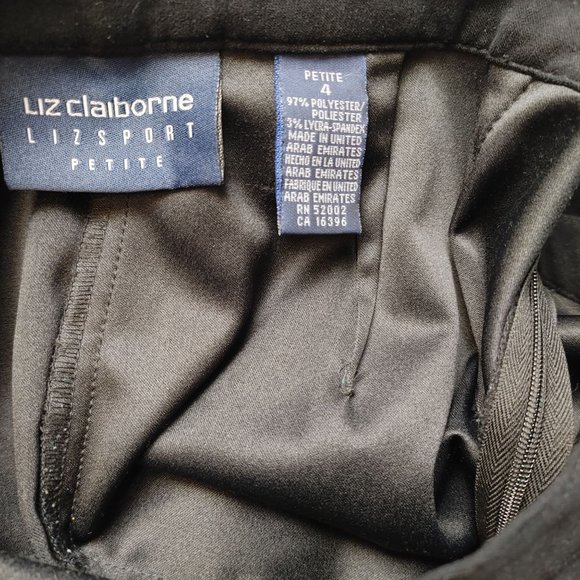 Liz claiborne
LIZSPORT
PETITE
PETITE
4
97% POLYESTER/
POLIESTER
3% LYCRA-SPANDEX
MADE IN UNITED
ARAB EMIRATES
HECHO EN LA UNITED
ARAB EMIRATES
FABRIQUE EN UNITED
ARAB EMIRATES
RN 52002
CA 16396